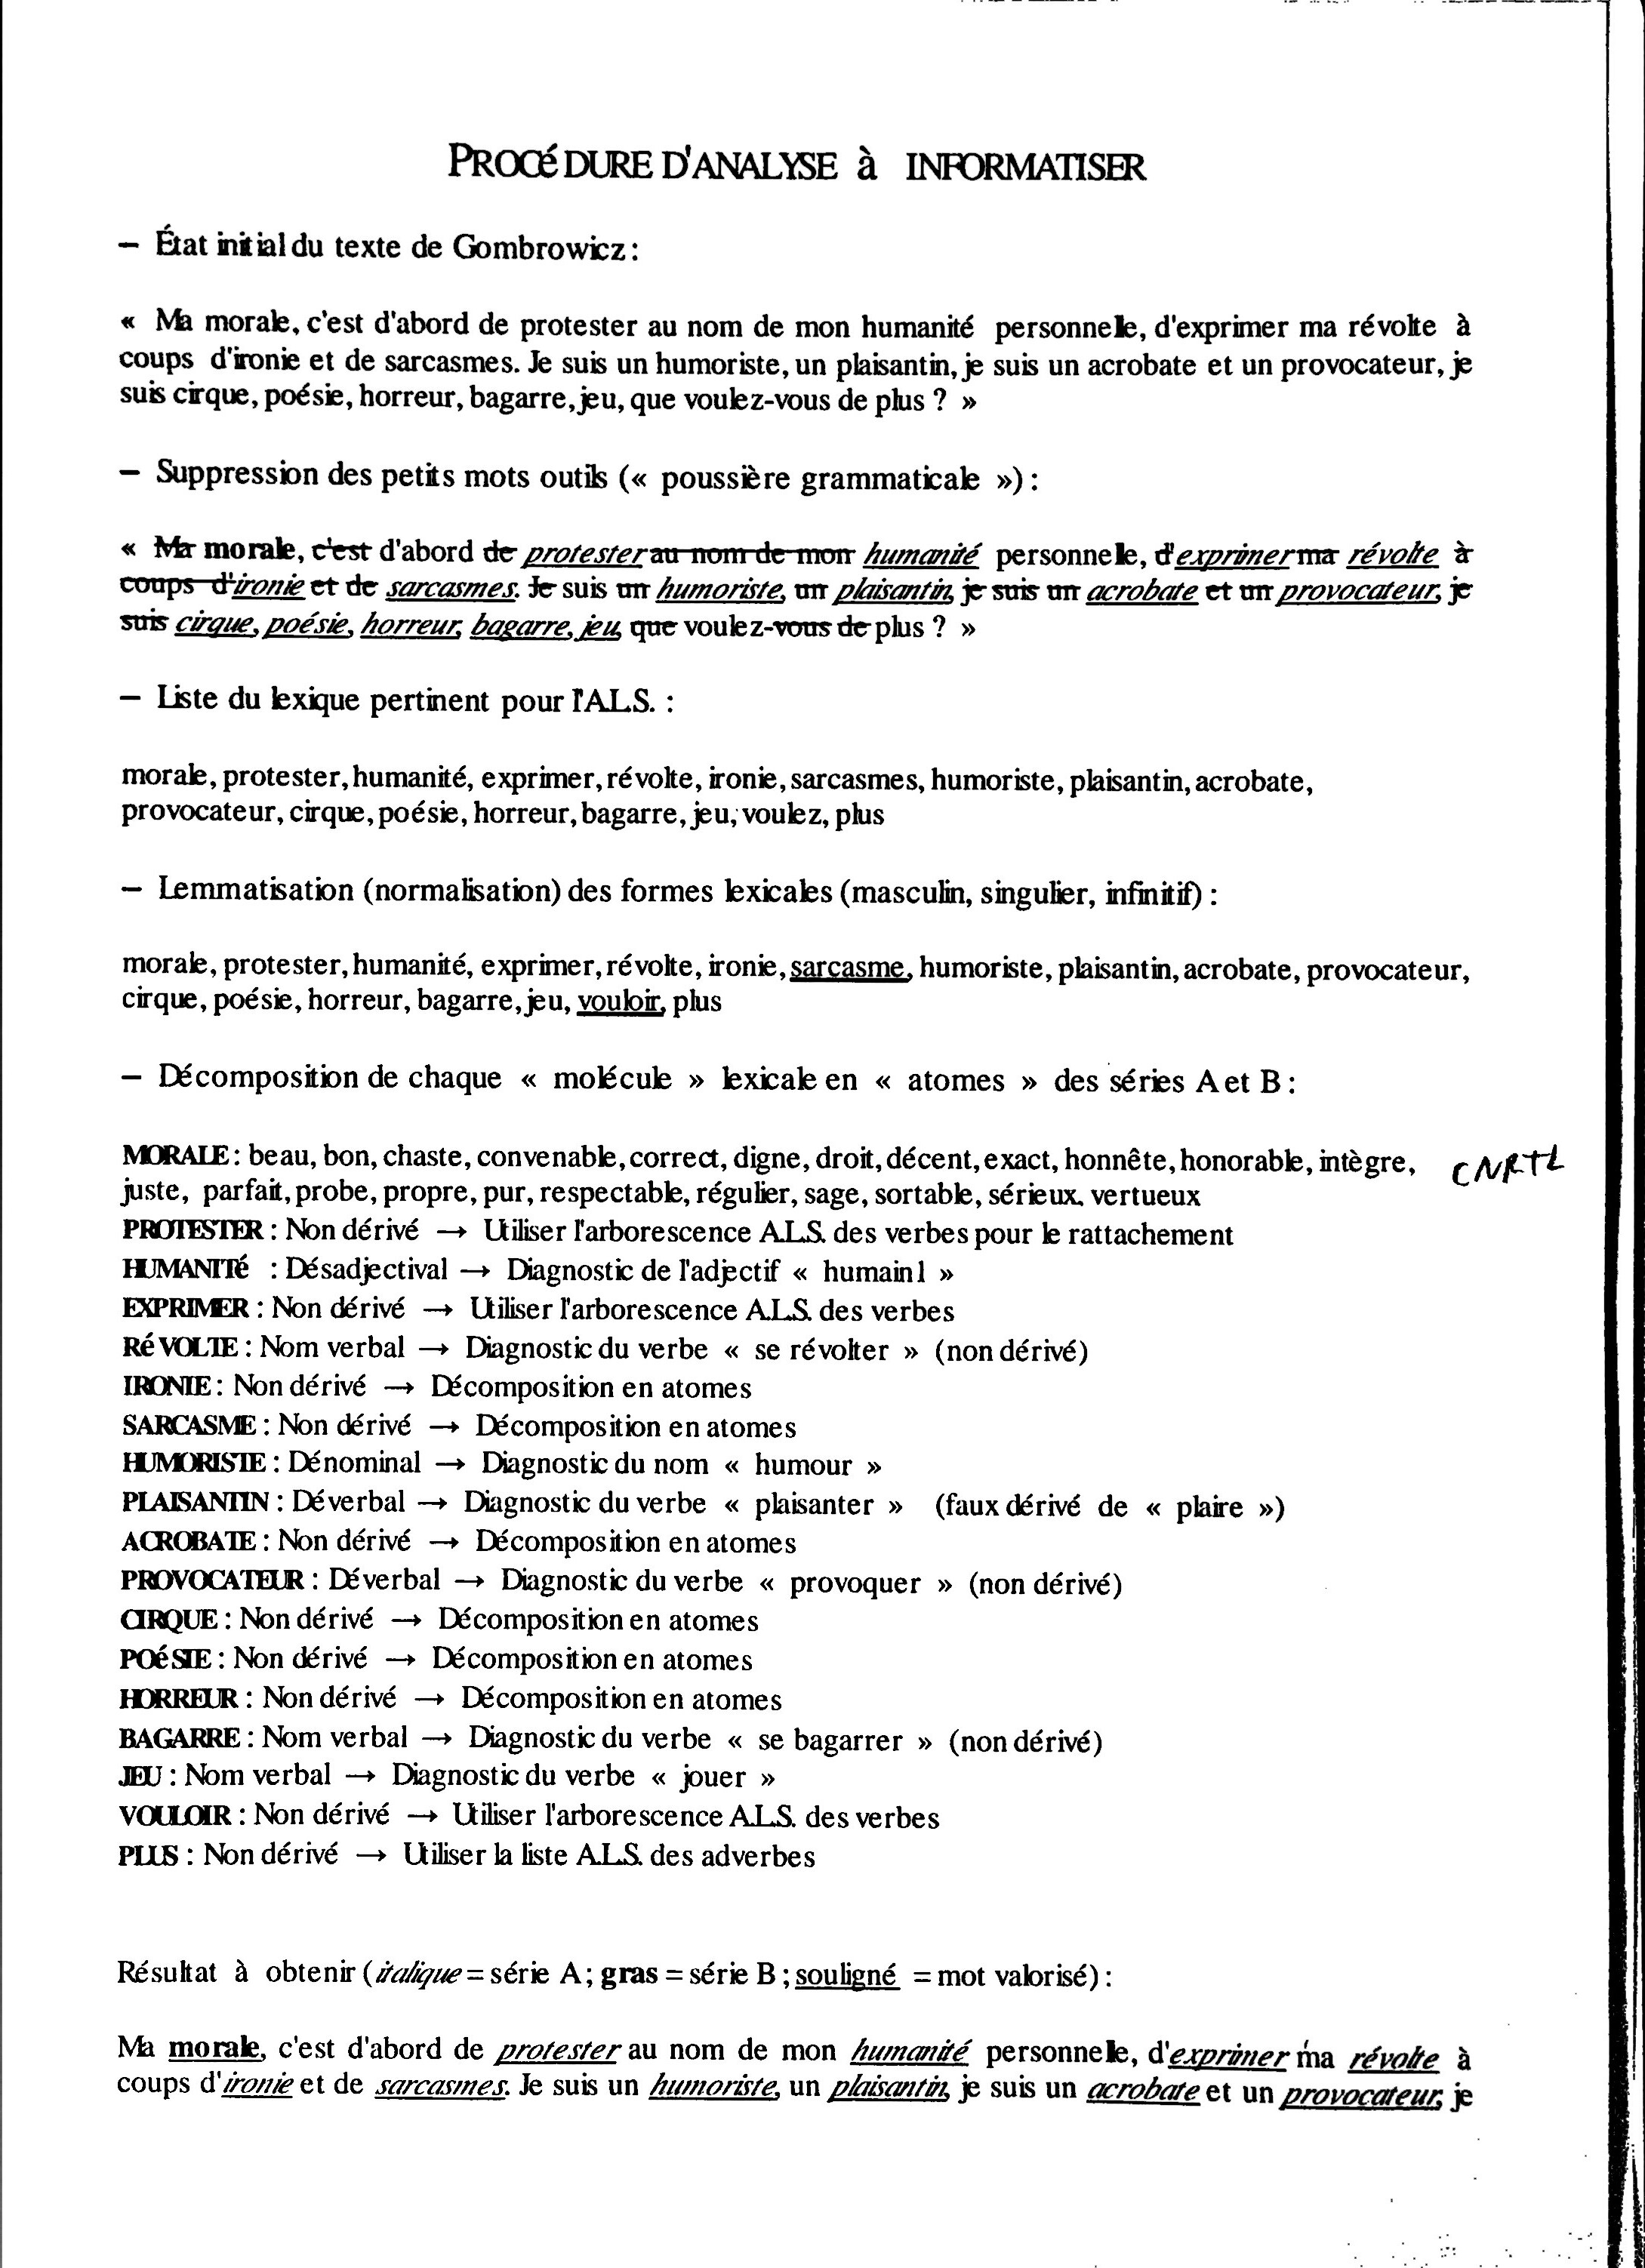 PROCéDURE D'ANALYSE à INFORMATISER
– État initial du texte de Gombrowicz :
« Ma morale, c'est d'abord de protester au nom de mon humanité personnelle, d'exprimer ma révolte à
coups d'ironie et de sarcasmes. Je suis un humoriste, un plaisantin, je suis un acrobate et un provocateur, je
suis cirque, poésie, horreur, bagarre, jeu, que voulez-vous de plus ? »
– Suppression des petits mots outils (« poussière grammaticale ») :
« Ma morale, c'est d'abord de protester au nom de mon humanité personnelle, d'exprimer ma révolte à
coups d'ironie et de sarcasmes. Je suis un humoriste, un plaisantin, je suis un acrobate et un provocateur, je
suis cirque, poésie, horreur, bagarre, jeu, que voulez-vous de plus ? »
– Liste du lexique pertinent pour l'A.L.S. :
morale, protester, humanité, exprimer, révolte, ironie, sarcasmes, humoriste, plaisantin, acrobate,
provocateur, cirque, poésie, horreur, bagarre, jeu, voulez, plus
– Lemmatisation (normalisation) des formes lexicales (masculin, singulier, infinitif) :
morale, protester, humanité, exprimer, révolte, ironie, sarcasme, humoriste, plaisantin, acrobate, provocateur,
cirque, poésie, horreur, bagarre, jeu, vouloir, plus
– Décomposition de chaque « molécule » lexicale en « atomes » des séries A et B :
MORALE : beau, bon, chaste, convenable, correct, digne, droit, décent, exact, honnête, honorable, intègre, CNRTL
juste, parfait, probe, propre, pur, respectable, régulier, sage, sortable, sérieux, vertueux
PROTESTER : Non dérivé → Utiliser l'arborescence A.L.S. des verbes pour le rattachement
HUMANITé : Désadjectival → Diagnostic de l'adjectif « humain1 »
EXPRIMER : Non dérivé → Utiliser l'arborescence A.L.S. des verbes
RéVOLTE : Nom verbal → Diagnostic du verbe « se révolter » (non dérivé)
IRONIE : Non dérivé → Décomposition en atomes
SARCASME : Non dérivé → Décomposition en atomes
HUMORISTE : Dénominal → Diagnostic du nom « humour »
PLAISANTIN : Déverbal → Diagnostic du verbe « plaisanter » (faux dérivé de « plaire »)
ACROBATE : Non dérivé → Décomposition en atomes
PROVOCATEUR : Déverbal → Diagnostic du verbe « provoquer » (non dérivé)
CIRQUE : Non dérivé → Décomposition en atomes
POéSIE : Non dérivé → Décomposition en atomes
HORREUR : Non dérivé → Décomposition en atomes
BAGARRE : Nom verbal → Diagnostic du verbe « se bagarrer » (non dérivé)
JEU : Nom verbal → Diagnostic du verbe « jouer »
VOULOIR : Non dérivé → Utiliser l'arborescence A.L.S. des verbes
PLUS : Non dérivé → Utiliser la liste A.L.S. des adverbes
Résultat à obtenir (italique = série A ; gras = série B ; souligné = mot valorisé) :
Ma morale, c'est d'abord de protester au nom de mon humanité personnelle, d'exprimer ma révolte à
coups d'ironie et de sarcasmes. Je suis un humoriste, un plaisantin, je suis un acrobate et un provocateur, je